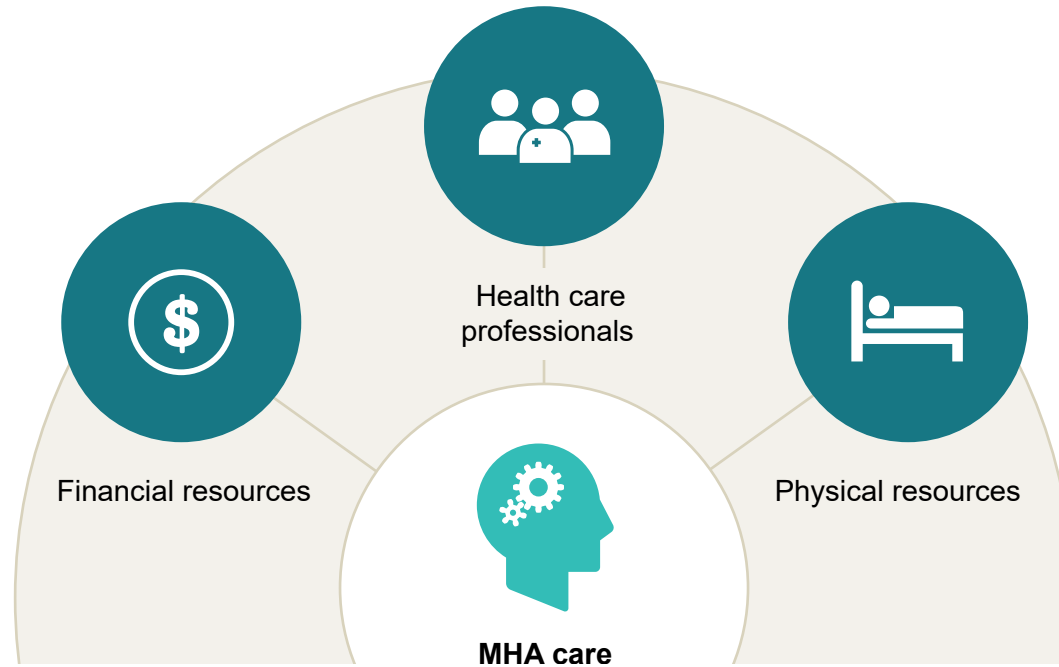 $
Health care
professionals
Financial resources
Physical resources
MHA care